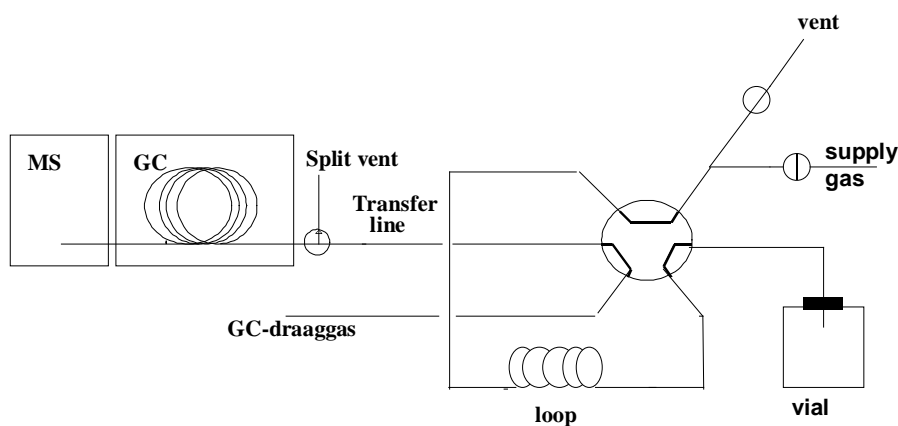 vent
MS
GC
Split vent
supply
gas
Transfer
line
GC-draaggas
loop
vial